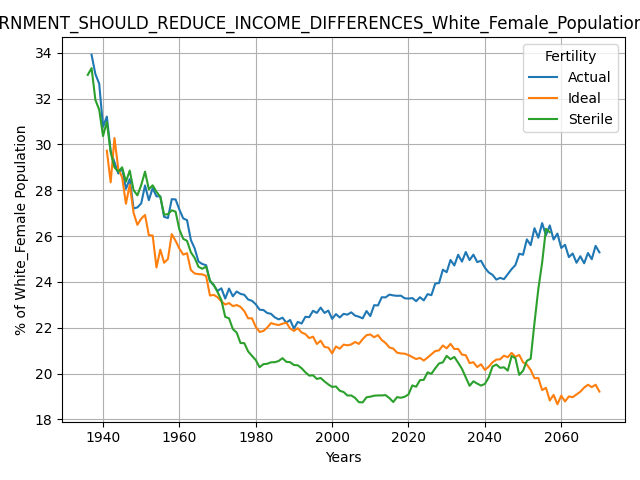 RNMENT_SHOULD_REDUCE_INCOME_DIFFERENCES_White_Female_Population
Fertility
Actual
Ideal
Sterile
% of White_Female Population
34
32
30
28
26
24
22
20
18
1940 1960 1980 2000 2020 2040 2060
Years